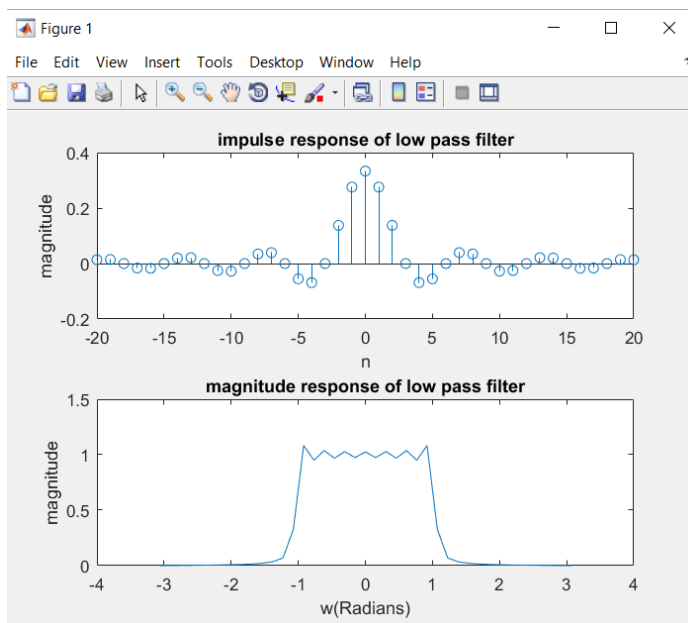 Figure 1
File Edit View Insert Tools Desktop Window Help
impulse response of low pass filter
0.4
0.2
0
-0.2
magnitude
-20 -15 -10 -5 0 5 10 15 20
n
magnitude response of low pass filter
1.5
1
0.5
0
magnitude
-4 -3 -2 -1 0 1 2 3 4
w(Radians)